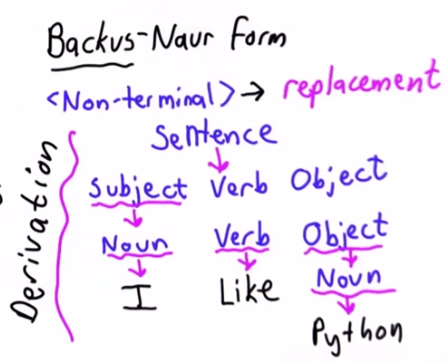 Backus-Naur Form
<Non-terminal> → replacement
Sentence
Subject Verb Object
Noun Verb Object
I Like Noun
Python
Derivation